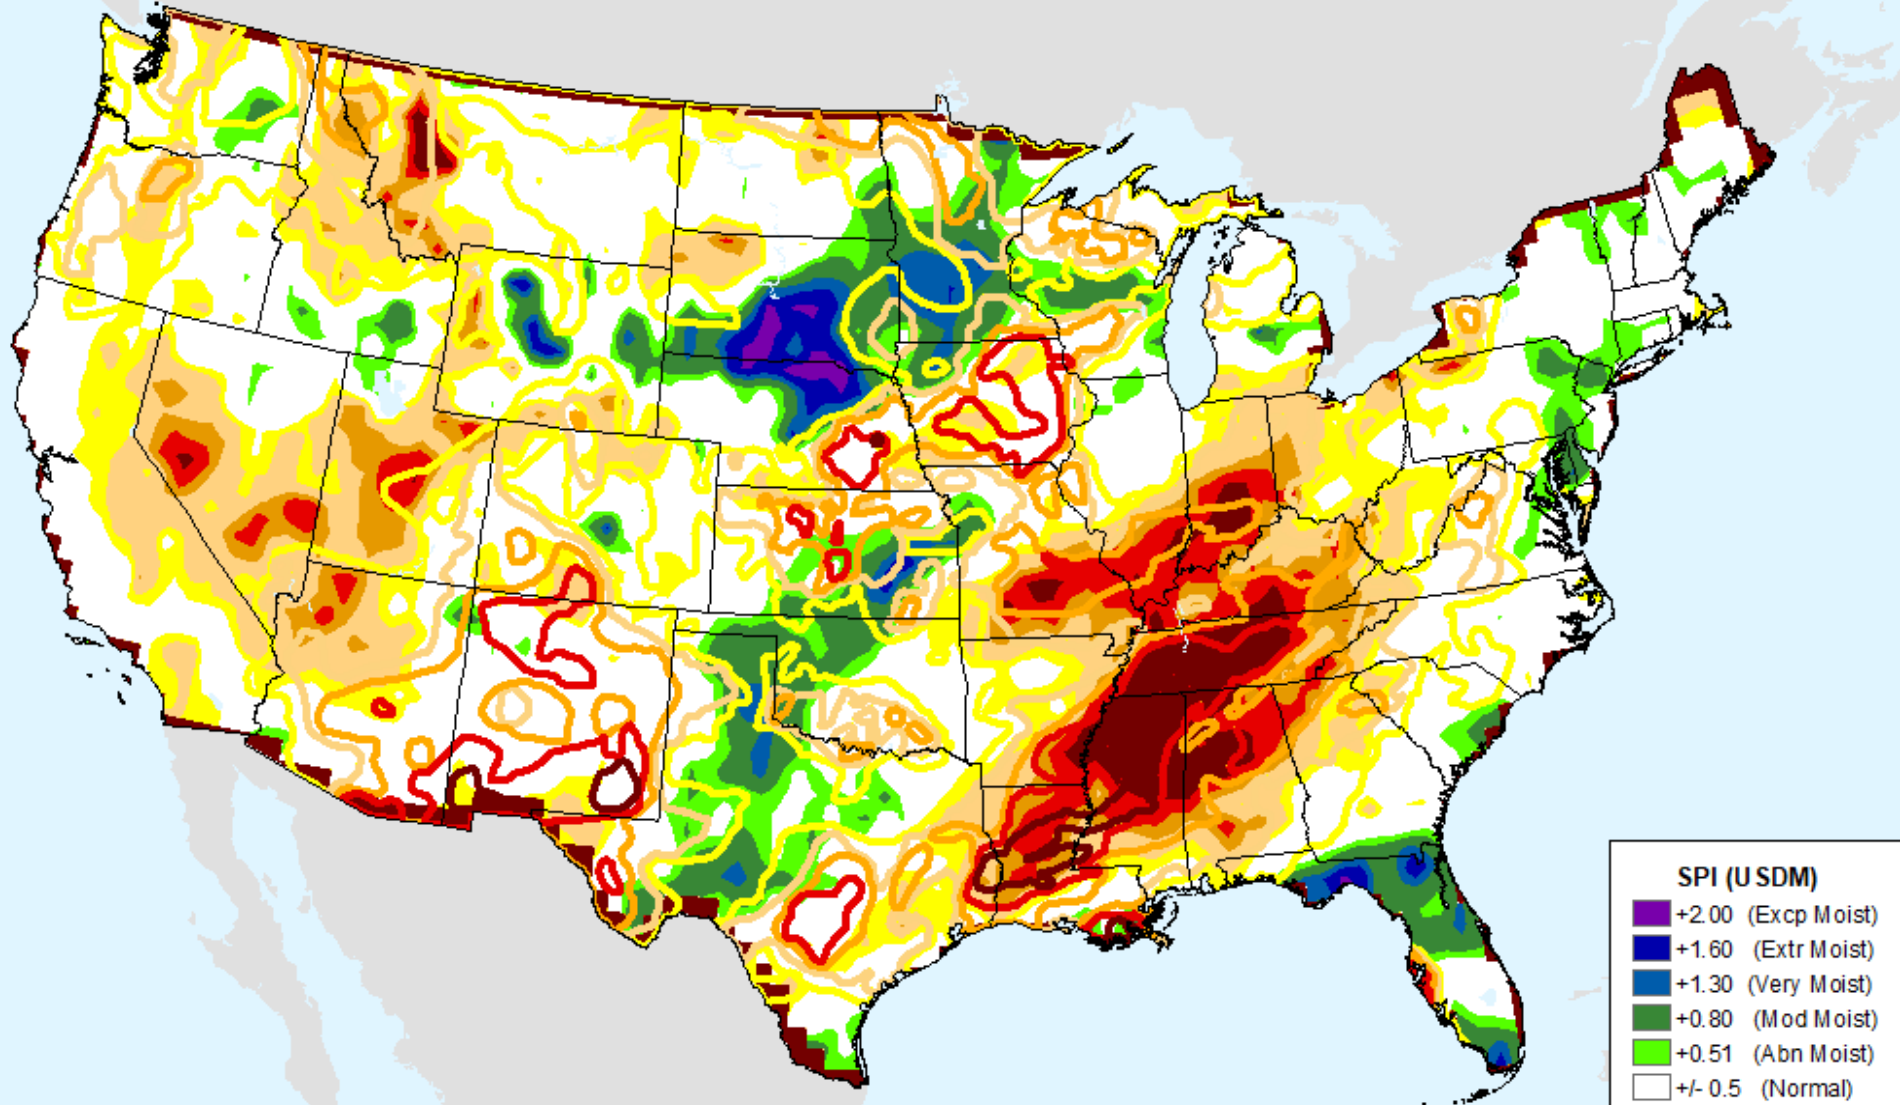 SPI (USDM)
+2.00 (Excp Moist)
+1.60 (Extr Moist)
+1.30 (Very Moist)
+0.80 (Mod Moist)
+0.51 (Abn Moist)
+/- 0.5 (Normal)